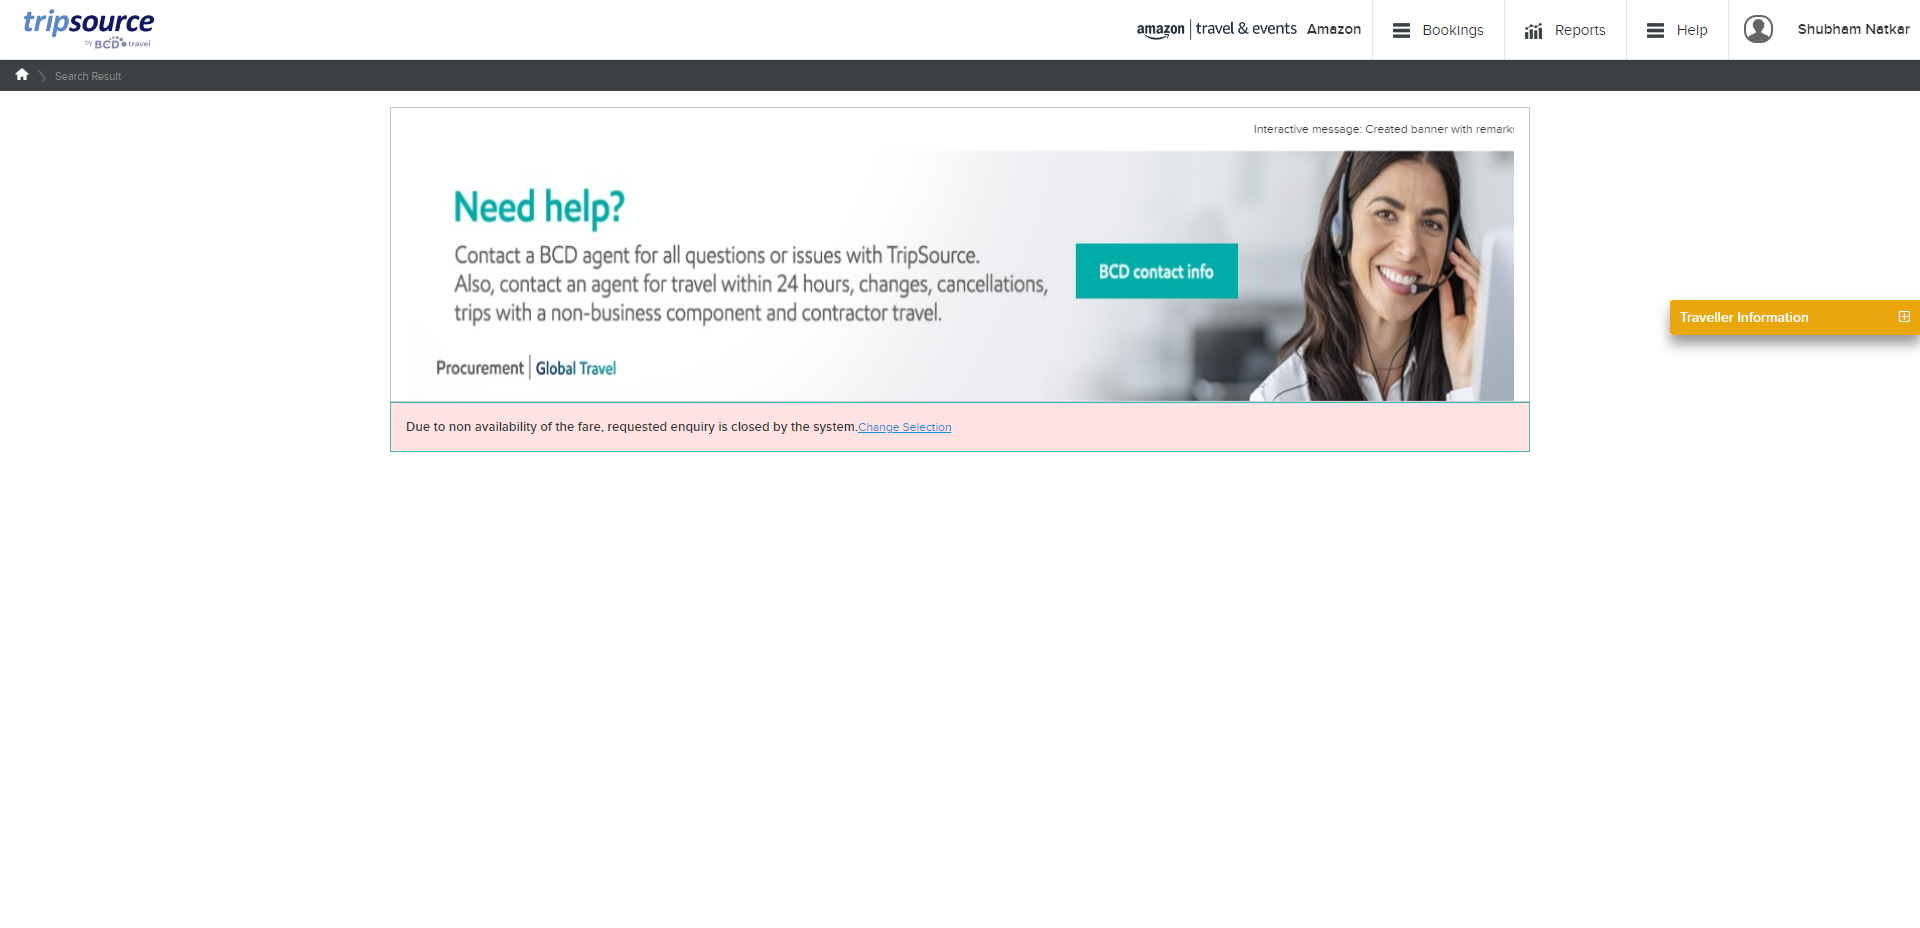 tripsource
by BCD travel
amazon | travel & events Amazon
Bookings
Reports
Help
Shubham Natkar
Search Result
Interactive message: Created banner with remark
Need help?
Contact a BCD agent for all questions or issues with TripSource.
Also, contact an agent for travel within 24 hours, changes, cancellations,
trips with a non-business component and contractor travel.
BCD contact info
Procurement | Global Travel
Traveller Information
Due to non availability of the fare, requested enquiry is closed by the system.Change Selection